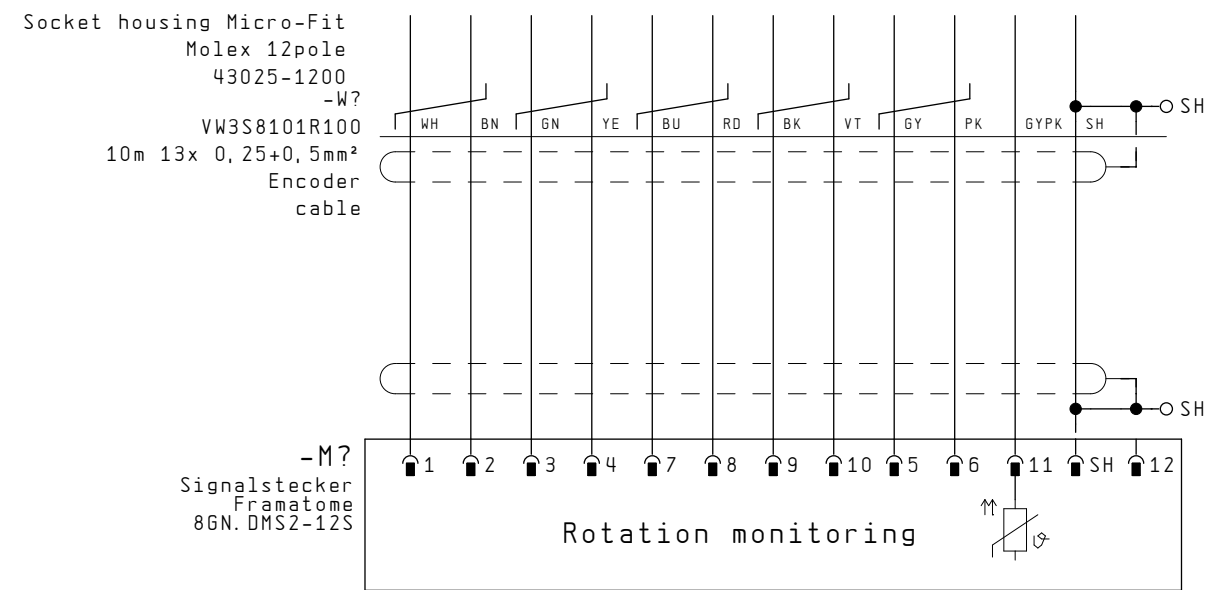 Socket housing Micro-Fit
Molex 12pole
43025-1200
-W?
VW3S8101R100
10m 13x 0,25+0,5mm²
Encoder
cable
SH
WH BN GN YE BU RD BK VT GY PK GYPK SH
SH
-M?
Signalstecker
Framatome
8GN.DMS2-12S
1 2 3 4 7 8 9 10 5 6 11 SH 12
Rotation monitoring
ϑ